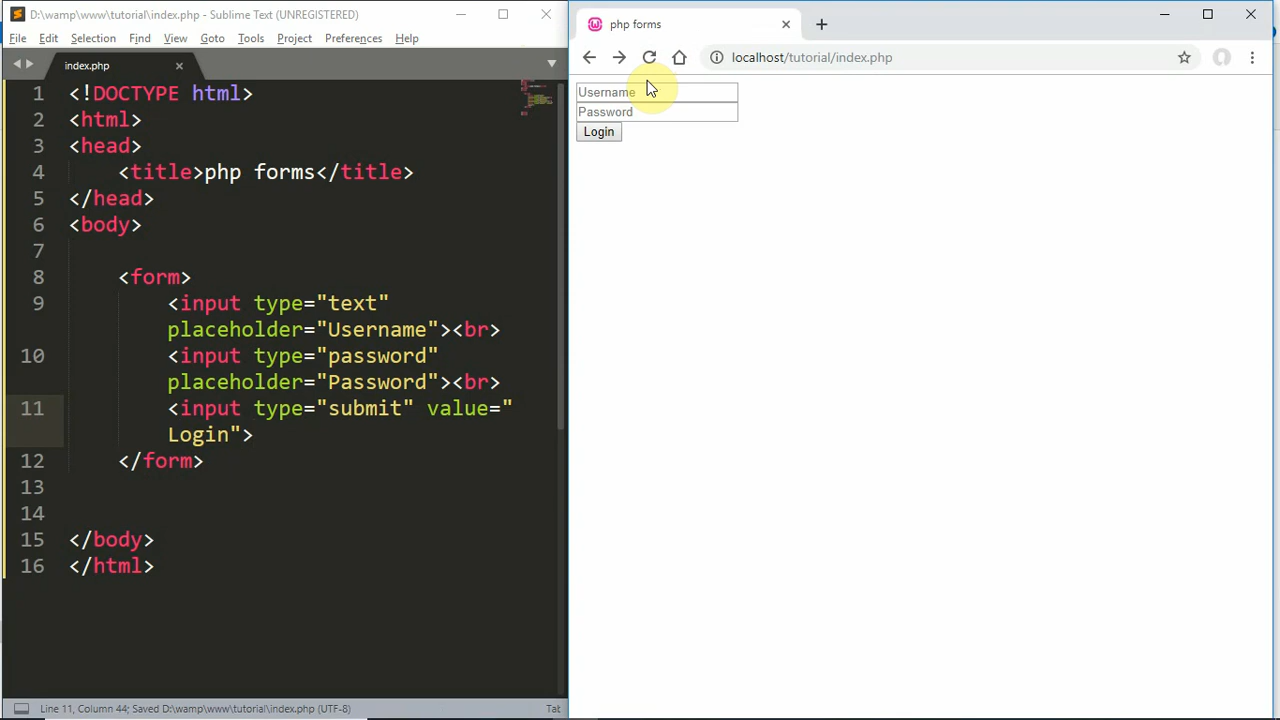 D:\wamp\www\tutorial\index.php - Sublime Text (UNREGISTERED)
File Edit Selection Find View Goto Tools Project Preferences Help
index.php
1 <!DOCTYPE html>
2 <html>
3 <head>
4 <title>php forms</title>
5 </head>
6 <body>
7
8 <form>
9 <input type="text"
placeholder="Username"><br>
10 <input type="password"
placeholder="Password"><br>
11 <input type="submit" value="
Login">
12 </form>
13
14
15 </body>
16 </html>
Line 11, Column 44; Saved D:\wamp\www\tutorial\index.php (UTF-8)
Tab
php forms
localhost/tutorial/index.php
Username
Password
Login